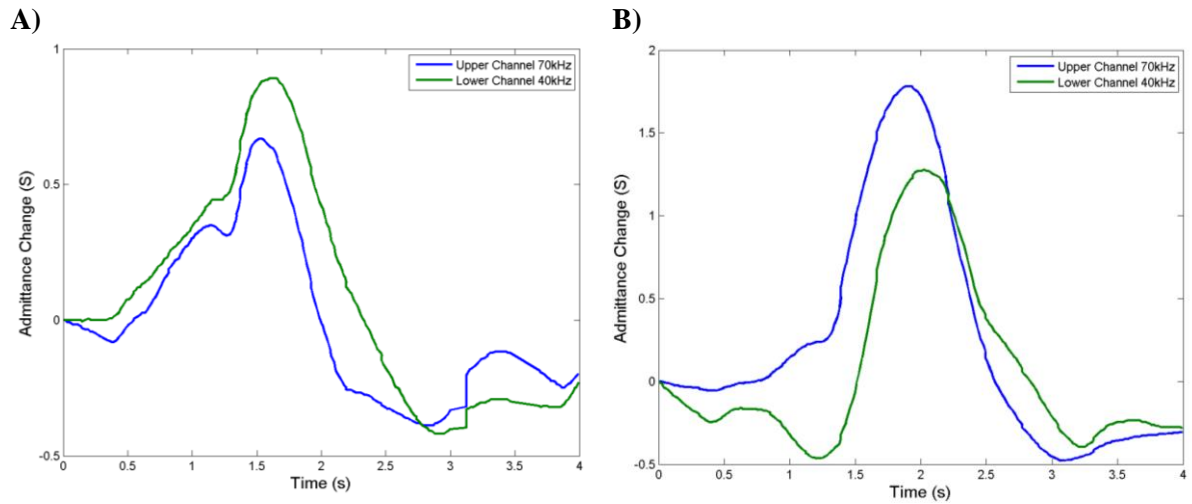 A)
B)
Upper Channel 70kHz
Lower Channel 40kHz
1
0.5
0
-0.5
Admittance Change (S)
0 0.5 1 1.5 2 2.5 3 3.5 4
Time (s)
Upper Channel 70kHz
Lower Channel 40kHz
2
1.5
1
0.5
0
-0.5
Admittance Change (S)
0 0.5 1 1.5 2 2.5 3 3.5 4
Time (s)